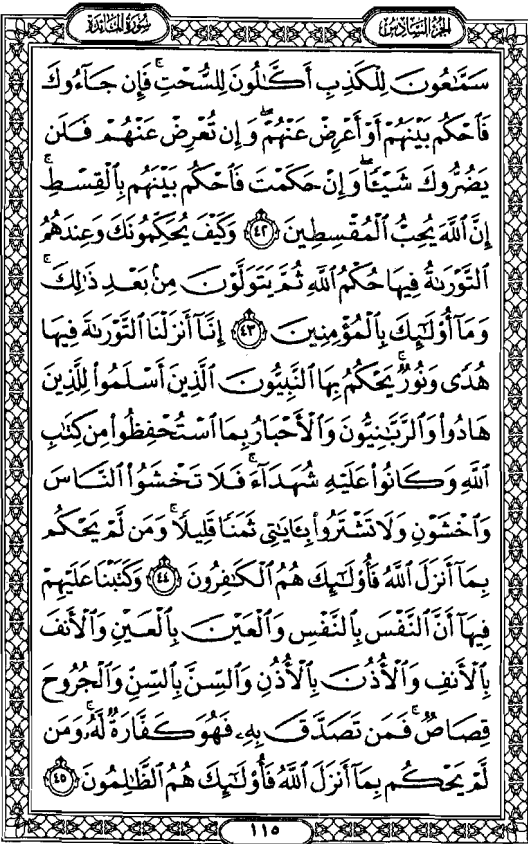 سُورَةُ المَائدَة
الجُزْءُ السَّادِسُ
سَمَّٰعُونَ لِلْكَذِبِ أَكَّٰلُونَ لِلسُّحْتِ ۚ فَإِن جَآءُوكَ
فَٱحْكُم بَيْنَهُمْ أَوْ أَعْرِضْ عَنْهُمْ ۖ وَإِن تُعْرِضْ عَنْهُمْ فَلَن
يَضُرُّوكَ شَيْـًٔا ۖ وَإِنْ حَكَمْتَ فَٱحْكُم بَيْنَهُم بِٱلْقِسْطِ ۚ
إِنَّ ٱللَّهَ يُحِبُّ ٱلْمُقْسِطِينَ ٤٢ وَكَيْفَ يُحَكِّمُونَكَ وَعِندَهُمُ
ٱلتَّوْرَىٰةُ فِيهَا حُكْمُ ٱللَّهِ ثُمَّ يَتَوَلَّوْنَ مِنۢ بَعْدِ ذَٰلِكَ ۚ
وَمَآ أُو۟لَٰٓئِكَ بِٱلْمُؤْمِنِينَ ٤٣ إِنَّآ أَنزَلْنَا ٱلتَّوْرَىٰةَ فِيهَا
هُدًى وَنُورٌ ۚ يَحْكُمُ بِهَا ٱلنَّبِيُّونَ ٱلَّذِينَ أَسْلَمُوا۟ لِلَّذِينَ
هَادُوا۟ وَٱلرَّبَّٰنِيُّونَ وَٱلْأَحْبَارُ بِمَا ٱسْتُحْفِظُوا۟ مِن كِتَٰبِ
ٱللَّهِ وَكَانُوا۟ عَلَيْهِ شُهَدَآءَ ۚ فَلَا تَخْشَوُا۟ ٱلنَّاسَ
وَٱخْشَوْنِ وَلَا تَشْتَرُوا۟ بِـَٔايَٰتِى ثَمَنًا قَلِيلًا ۚ وَمَن لَّمْ يَحْكُم
بِمَآ أَنزَلَ ٱللَّهُ فَأُو۟لَٰٓئِكَ هُمُ ٱلْكَٰفِرُونَ ٤٤ وَكَتَبْنَا عَلَيْهِمْ
فِيهَآ أَنَّ ٱلنَّفْسَ بِٱلنَّفْسِ وَٱلْعَيْنَ بِٱلْعَيْنِ وَٱلْأَنفَ
بِٱلْأَنفِ وَٱلْأُذُنَ بِٱلْأُذُنِ وَٱلسِّنَّ بِٱلسِّنِّ وَٱلْجُرُوحَ
قِصَاصٌ ۚ فَمَن تَصَدَّقَ بِهِۦ فَهُوَ كَفَّارَةٌ لَّهُۥ ۚ وَمَن
لَّمْ يَحْكُم بِمَآ أَنزَلَ ٱللَّهُ فَأُو۟لَٰٓئِكَ هُمُ ٱلظَّٰلِمُونَ ٤٥
١١٥